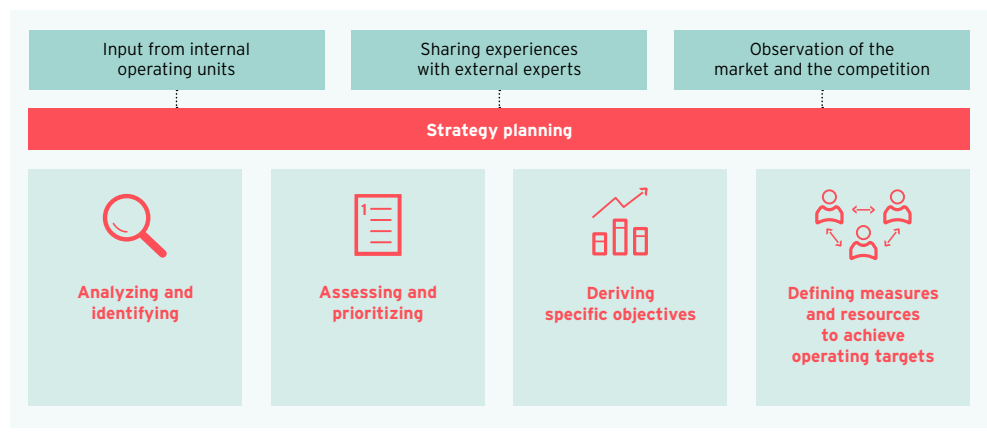 Input from internal
operating units
Sharing experiences
with external experts
Observation of the
market and the competition
Strategy planning
1
Analyzing and
identifying
Assessing and
prioritizing
Deriving
specific objectives
Defining measures
and resources
to achieve
operating targets